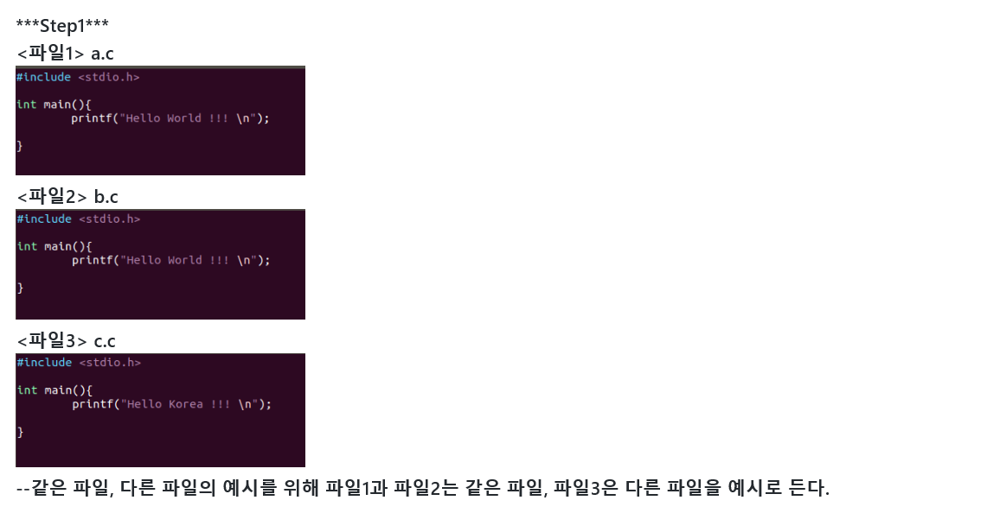 ***Step1***
<파일1> a.c
#include <stdio.h>
int main(){
printf("Hello World !!! \n");
}
<파일2> b.c
#include <stdio.h>
int main(){
printf("Hello World !!! \n");
}
<파일3> c.c
#include <stdio.h>
int main(){
printf("Hello Korea !!! \n");
}
--같은 파일, 다른 파일의 예시를 위해 파일1과 파일2는 같은 파일, 파일3은 다른 파일을 예시로 든다.